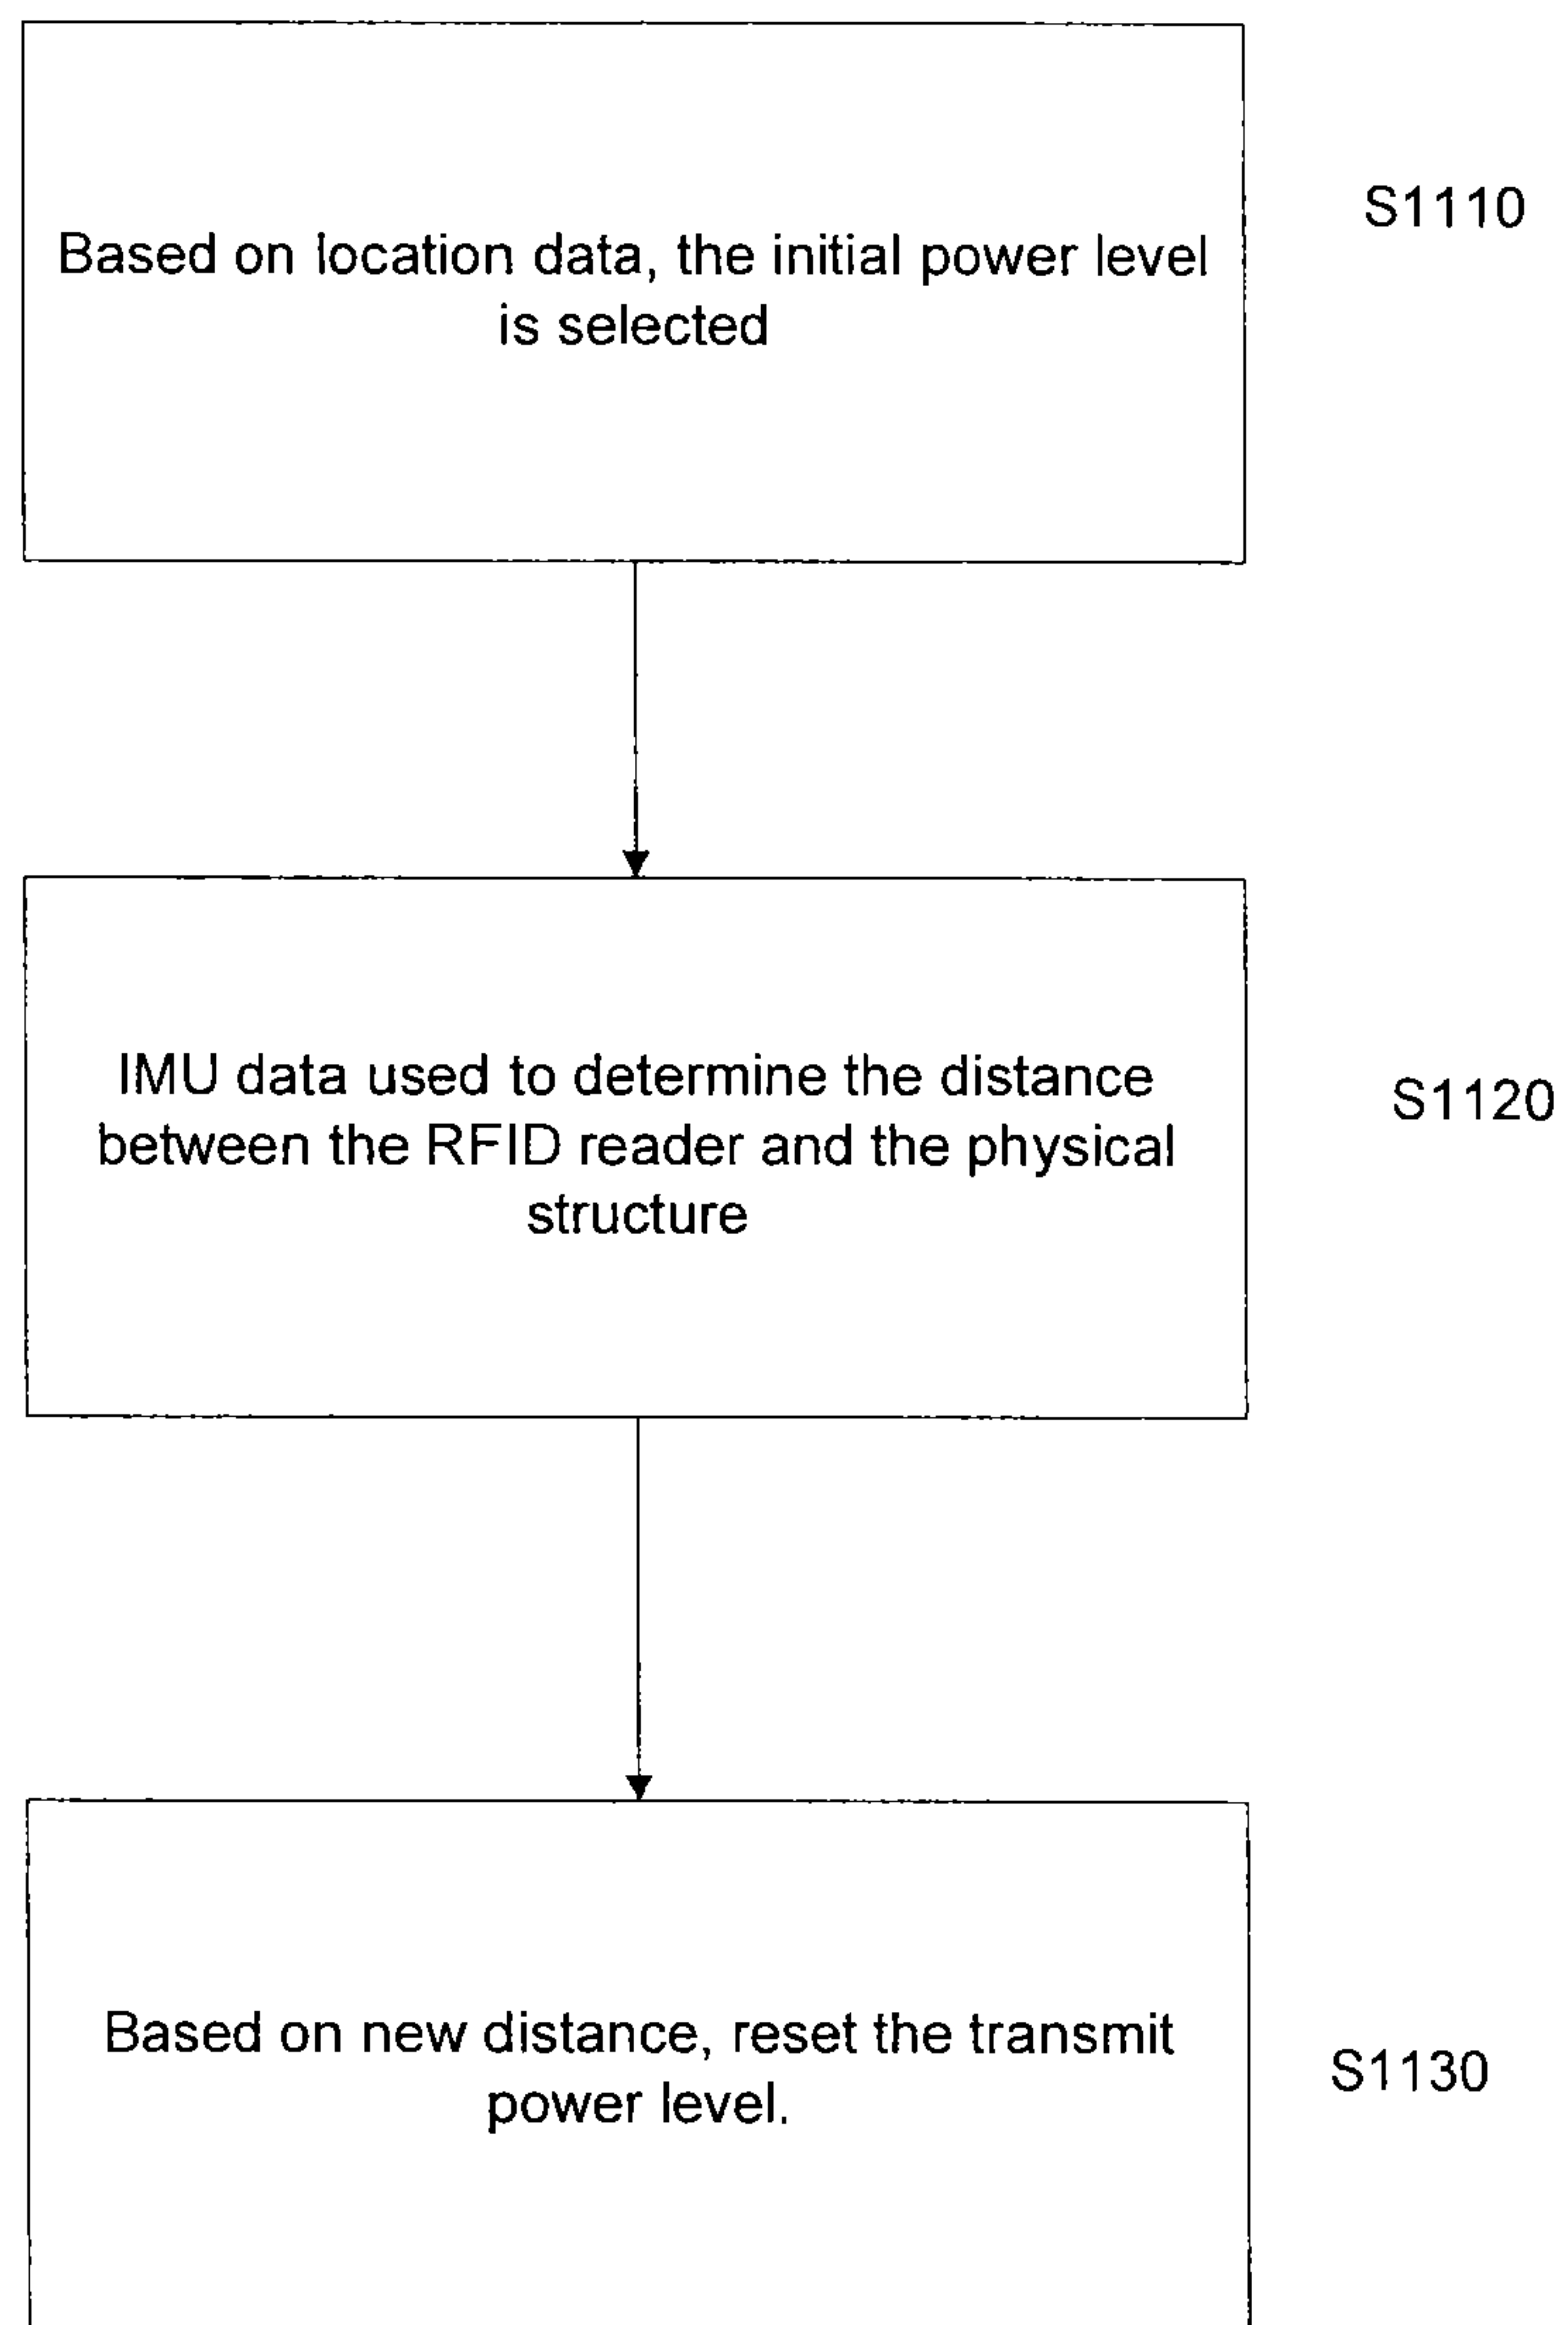 Based on location data, the initial power level
is selected
S1110
IMU data used to determine the distance
between the RFID reader and the physical
structure
S1120
Based on new distance, reset the transmit
power level.
S1130